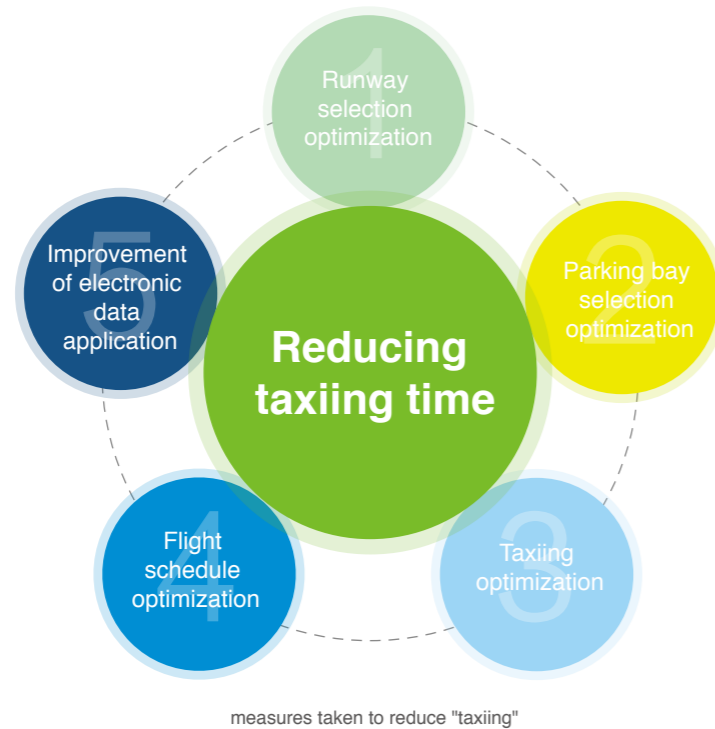 1
Runway
selection
optimization
2
Parking bay
selection
optimization
3
Taxiing
optimization
4
Flight
schedule
optimization
5
Improvement
of electronic
data
application
Reducing
taxiing time
measures taken to reduce "taxiing"